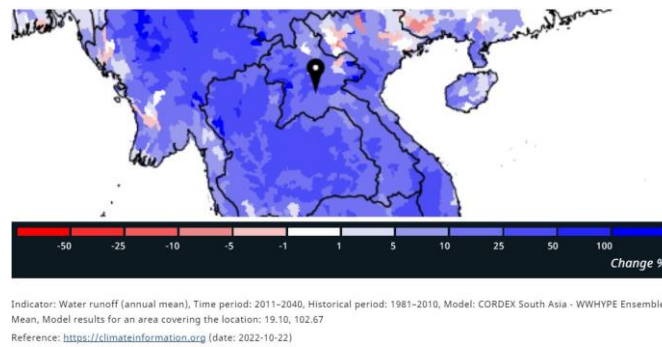 -50 -25 -10 -5 -1 1 5 10 25 50 100
Change %
Indicator: Water runoff (annual mean), Time period: 2011–2040, Historical period: 1981–2010, Model: CORDEX South Asia - WWHYPE Ensemble
Mean, Model results for an area covering the location: 19.10, 102.67
Reference: https://climateinformation.org (date: 2022-10-22)